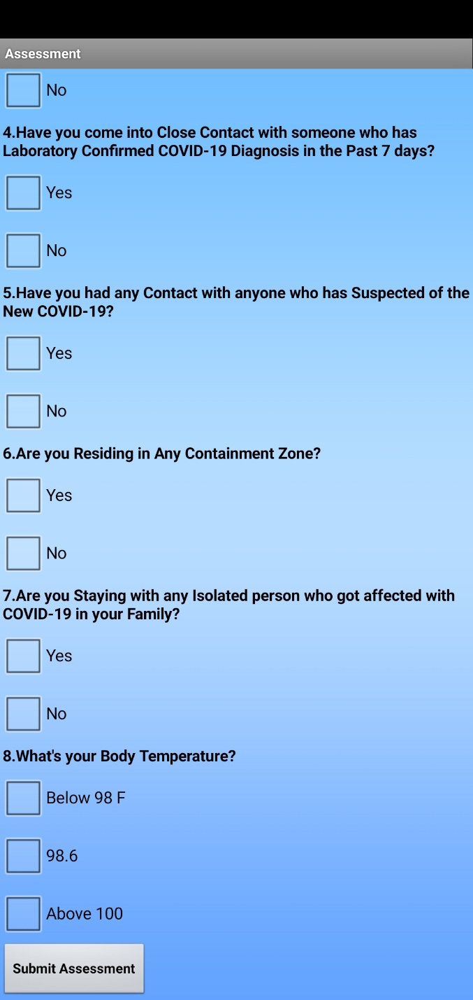 Assessment
No
4.Have you come into Close Contact with someone who has
Laboratory Confirmed COVID-19 Diagnosis in the Past 7 days?
Yes
No
5.Have you had any Contact with anyone who has Suspected of the
New COVID-19?
Yes
No
6.Are you Residing in Any Containment Zone?
Yes
No
7.Are you Staying with any Isolated person who got affected with
COVID-19 in your Family?
Yes
No
8.What's your Body Temperature?
Below 98 F
98.6
Above 100
Submit Assessment